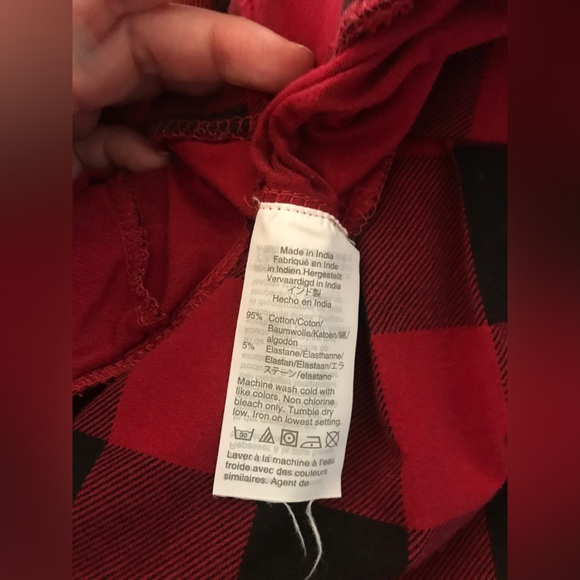 Made in India
Fabriqué en Inde
in Indien Hergestellt
Vervaardigd in India
インド製
Hecho en India
95% Cotton/Coton/
Baumwolle/Katoen/綿/
algodón
5% Elastane/Élasthanne/
Elastan/Elastaan/エラ
ステーン/elastano
Machine wash cold with
like colors. Non chlorine
bleach only. Tumble dry
low. Iron on lowest setting.
30
Laver à la machine à l'eau
froide avec des couleurs
similaires. Agent de